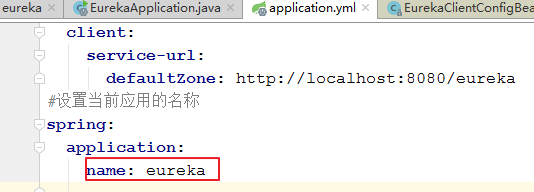 eureka
EurekaApplication.java
application.yml
EurekaClientConfigBea
client:
service-url:
defaultZone: http://localhost:8080/eureka
#设置当前应用的名称
spring:
application:
name: eureka